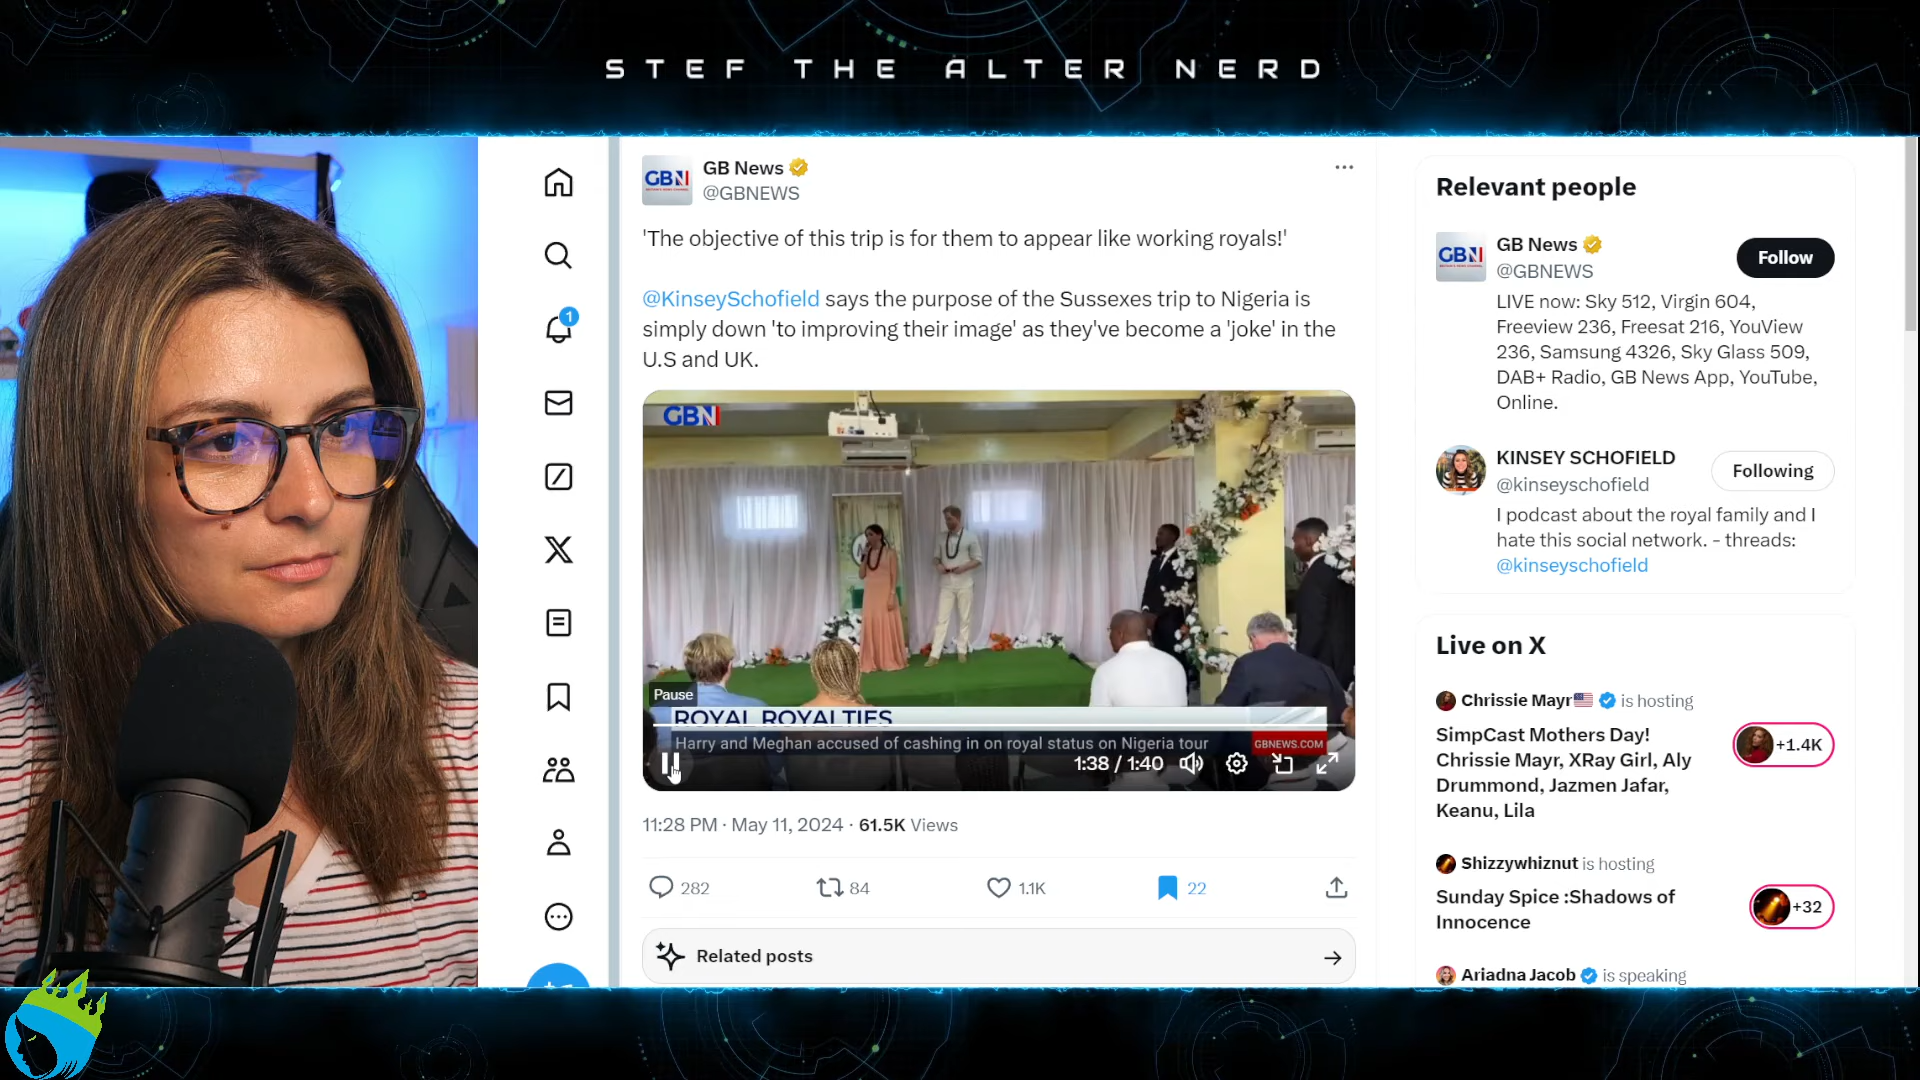 STEF THE ALTER NERD
GBN
GB News
@GBNEWS
'The objective of this trip is for them to appear like working royals!'
@KinseySchofield says the purpose of the Sussexes trip to Nigeria is
simply down 'to improving their image' as they've become a 'joke' in the
U.S and UK.
GBN
Pause
ROYAL ROYALTIES
Harry and Meghan accused of cashing in on royal status on Nigeria tour
GBNEWS.COM
1:38 / 1:40
11:28 PM · May 11, 2024 · 61.5K Views
282
84
1.1K
22
Related posts
1
Relevant people
GBN
GB News
@GBNEWS
Follow
LIVE now: Sky 512, Virgin 604,
Freeview 236, Freesat 216, YouView
236, Samsung 4326, Sky Glass 509,
DAB+ Radio, GB News App, YouTube,
Online.
KINSEY SCHOFIELD
@kinseyschofield
Following
I podcast about the royal family and I
hate this social network. - threads:
@kinseyschofield
Live on X
Chrissie Mayr is hosting
SimpCast Mothers Day!
Chrissie Mayr, XRay Girl, Aly
Drummond, Jazmen Jafar,
Keanu, Lila
+1.4K
Shizzywhiznut is hosting
Sunday Spice :Shadows of
Innocence
+32
Ariadna Jacob is speaking